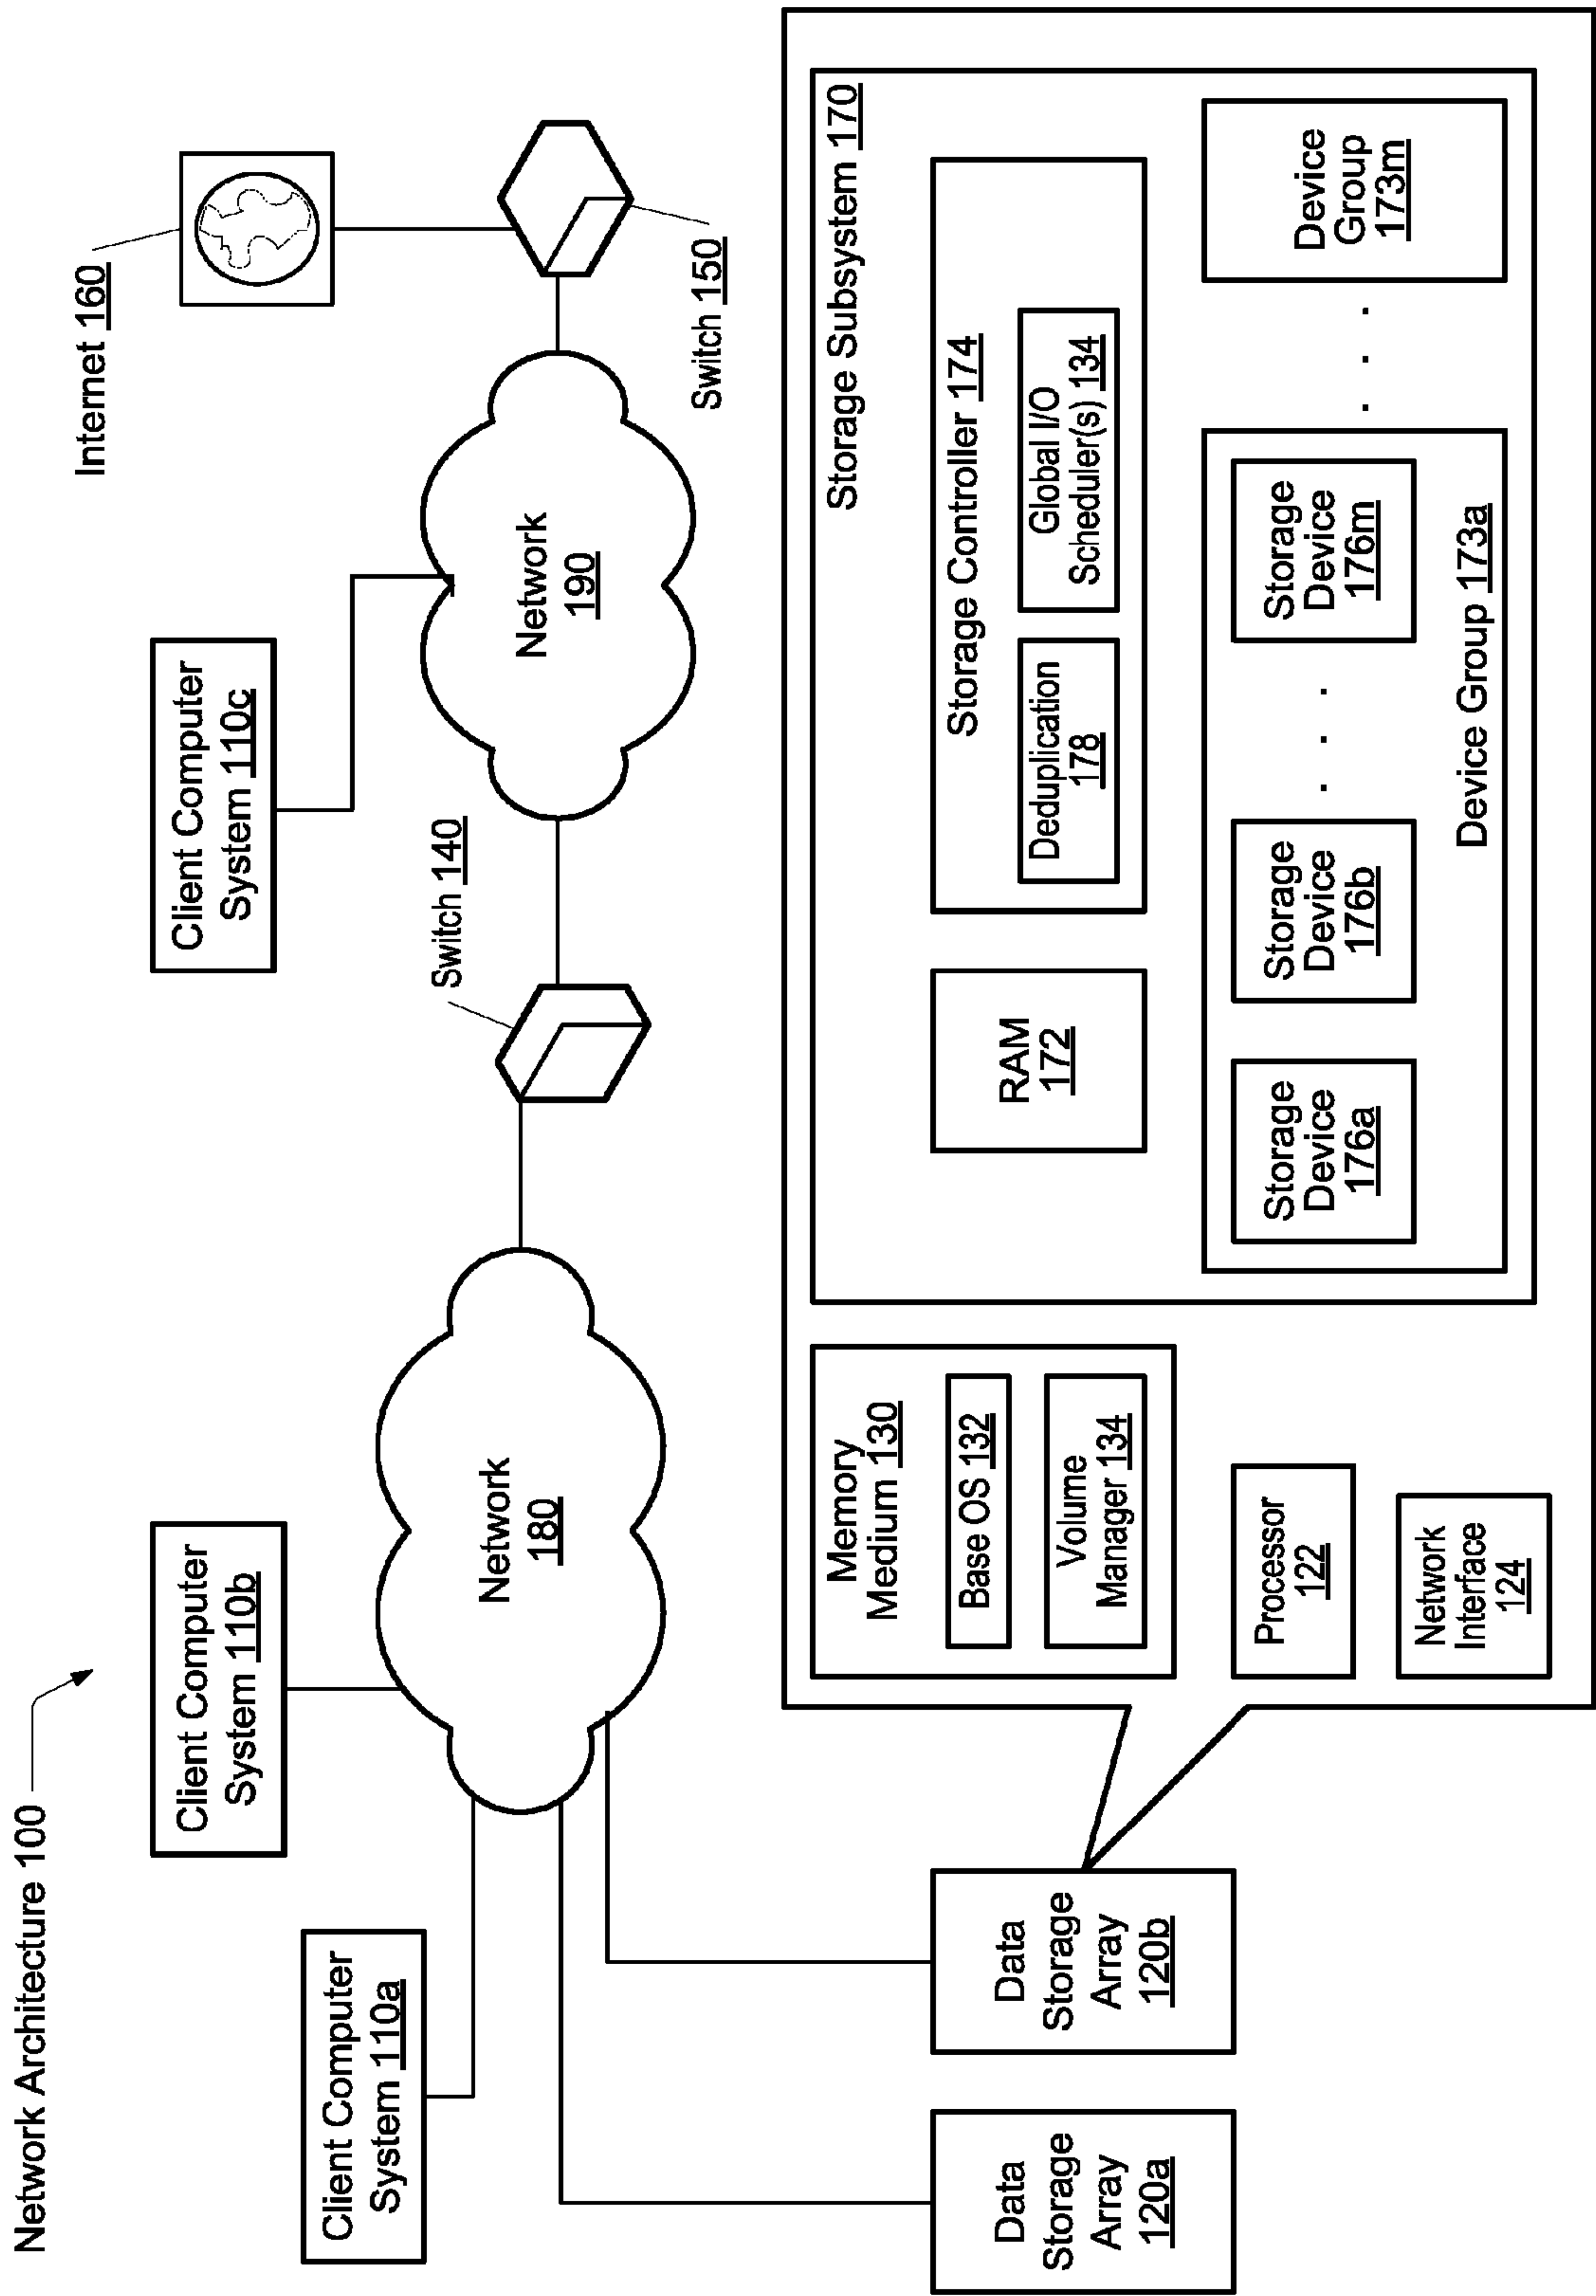 Network Architecture 100
Client Computer
System 110a
Client Computer
System 110b
Client Computer
System 110c
Internet 160
Switch 140
Switch 150
Network
180
Network
190
Data
Storage
Array
120a
Data
Storage
Array
120b
Memory
Medium 130
Base OS 132
Volume
Manager 134
Processor
122
Network
Interface
124
Storage Subsystem 170
RAM
172
Storage Controller 174
Deduplication
178
Global I/O
Scheduler(s) 134
Storage
Device
176a
Storage
Device
176b
. . .
Storage
Device
176m
Device Group 173a
. . .
Device
Group
173m